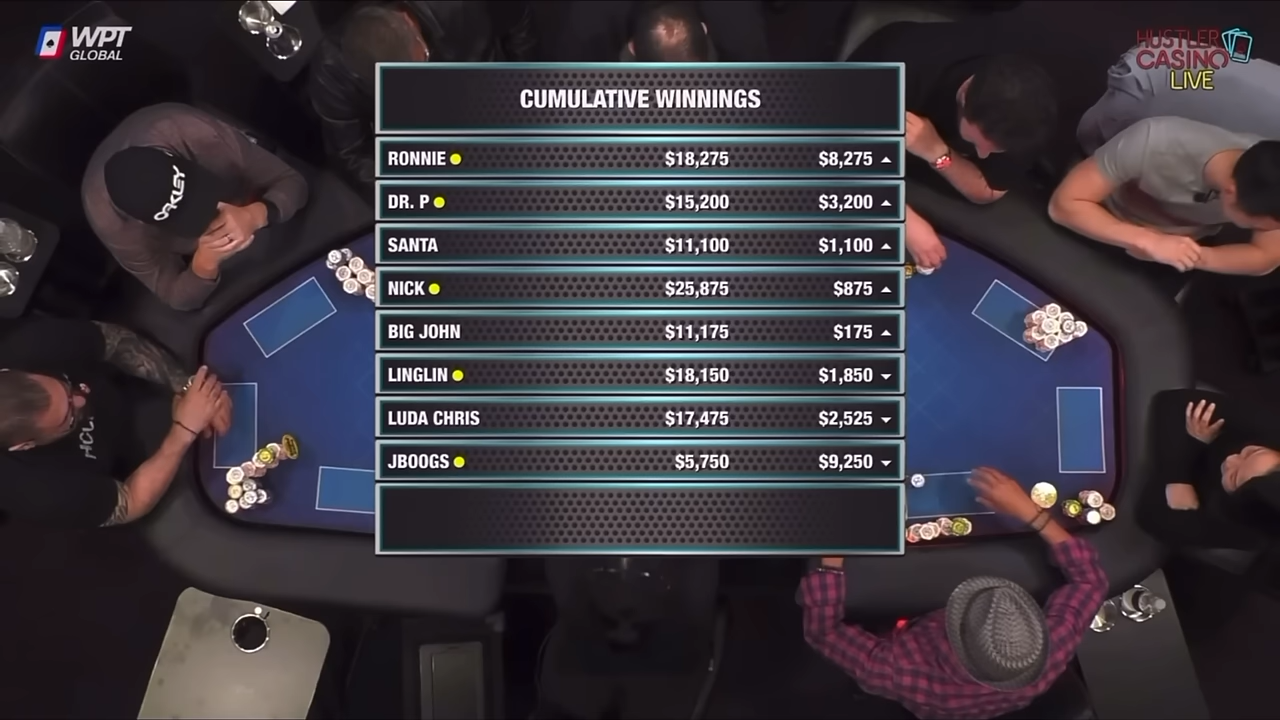 WPT
GLOBAL
HUSTLER
CASINO
LIVE
CUMULATIVE WINNINGS
RONNIE $18,275 $8,275
DR. P $15,200 $3,200
SANTA $11,100 $1,100
NICK $25,875 $875
BIG JOHN $11,175 $175
LINGLIN $18,150 $1,850
LUDA CHRIS $17,475 $2,525
JBOOGS $5,750 $9,250
OAKLEY
HCL